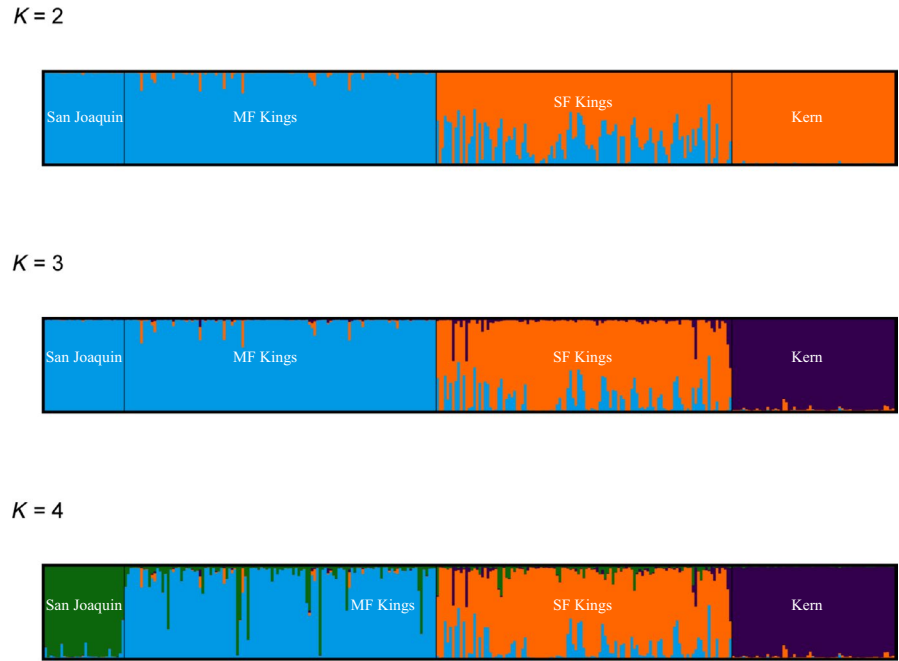 K = 2
San Joaquin MF Kings SF Kings Kern
K = 3
San Joaquin MF Kings SF Kings Kern
K = 4
San Joaquin MF Kings SF Kings Kern